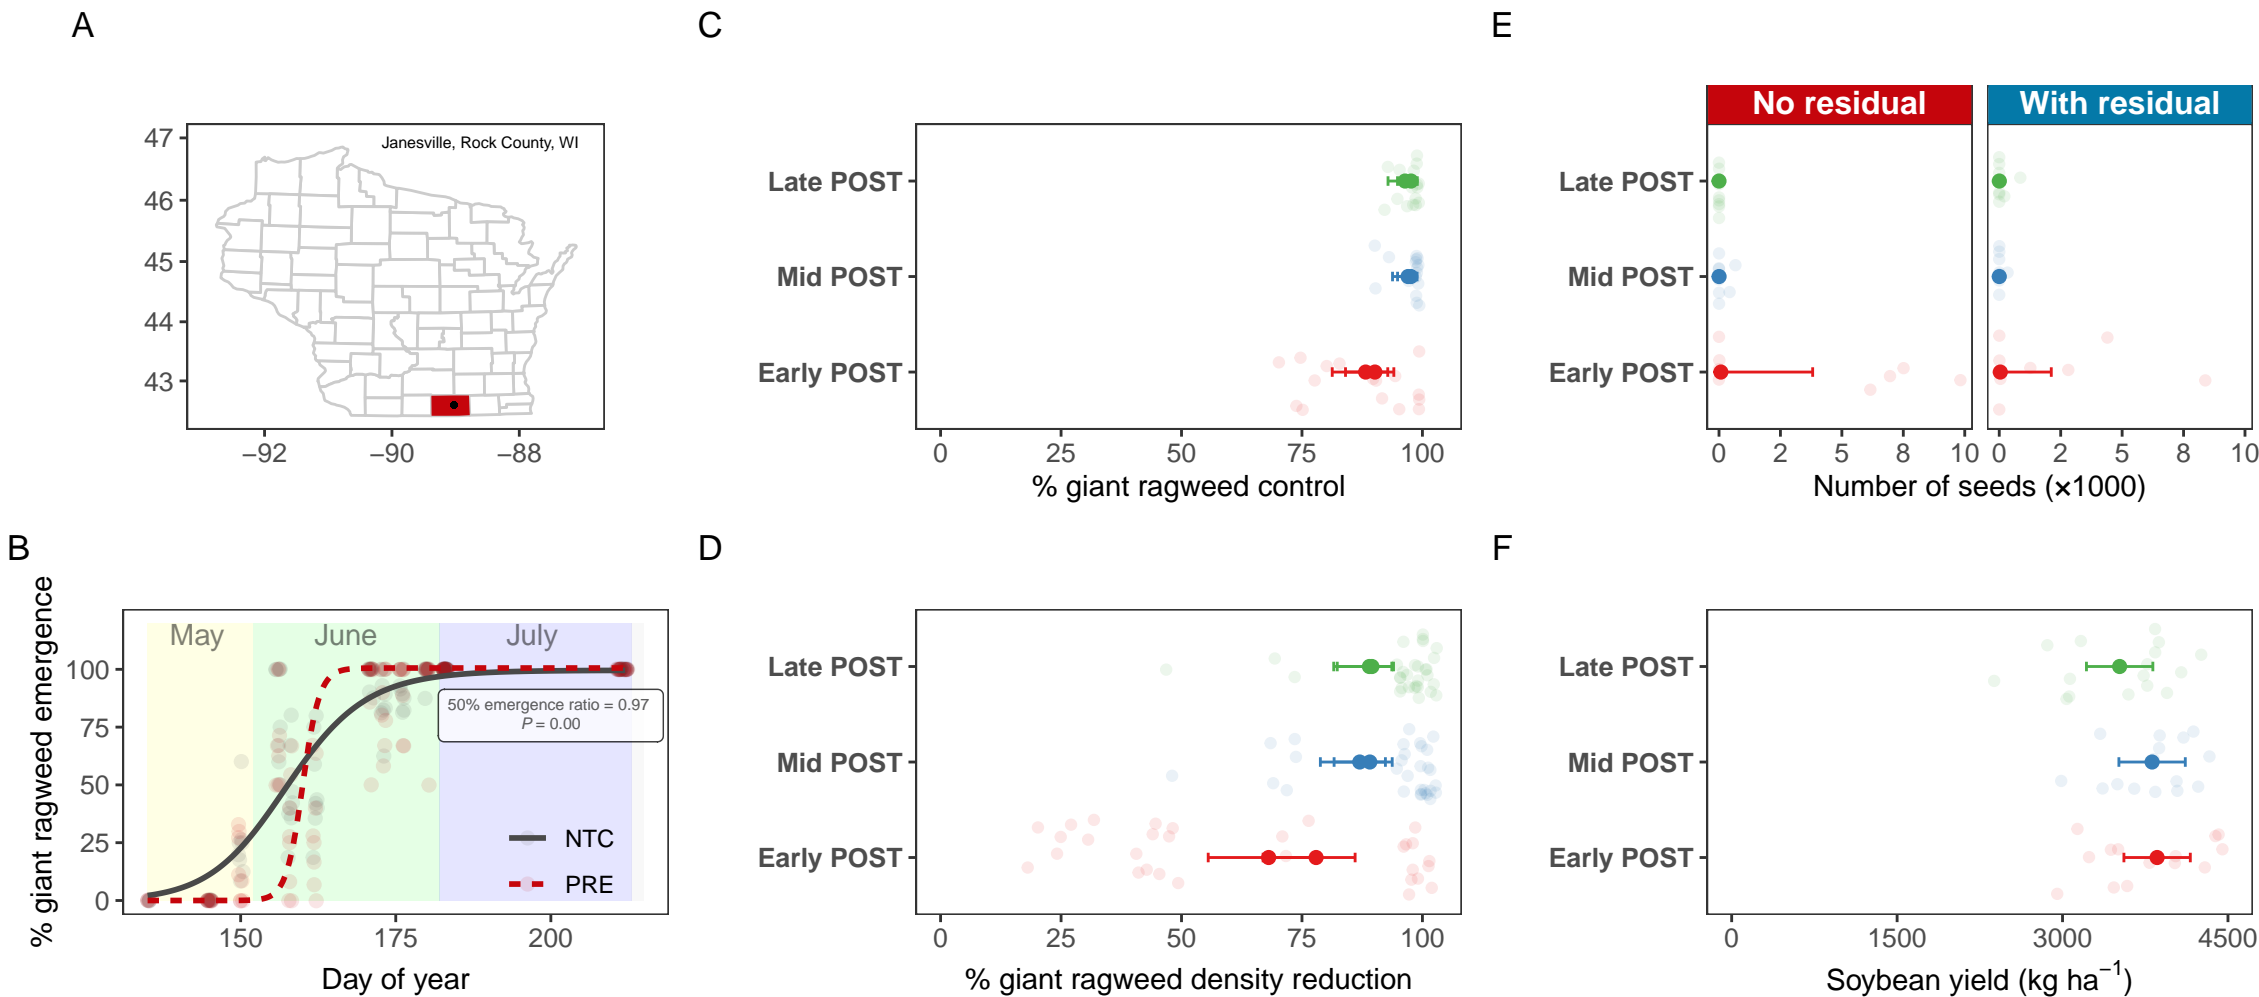 A
Janesville, Rock County, WI
47
46
45
44
43
−92
−90
−88
B
% giant ragweed emergence
May
June
July
100
75
50
25
0
50% emergence ratio = 0.97
P = 0.00
NTC
PRE
150
175
200
Day of year
C
Late POST
Mid POST
Early POST
0
25
50
75
100
% giant ragweed control
D
Late POST
Mid POST
Early POST
0
25
50
75
100
% giant ragweed density reduction
E
No residual
With residual
Late POST
Mid POST
Early POST
0
2
5
8
10
0
2
5
8
10
Number of seeds (×1000)
F
Late POST
Mid POST
Early POST
0
1500
3000
4500
Soybean yield (kg ha⁻¹)